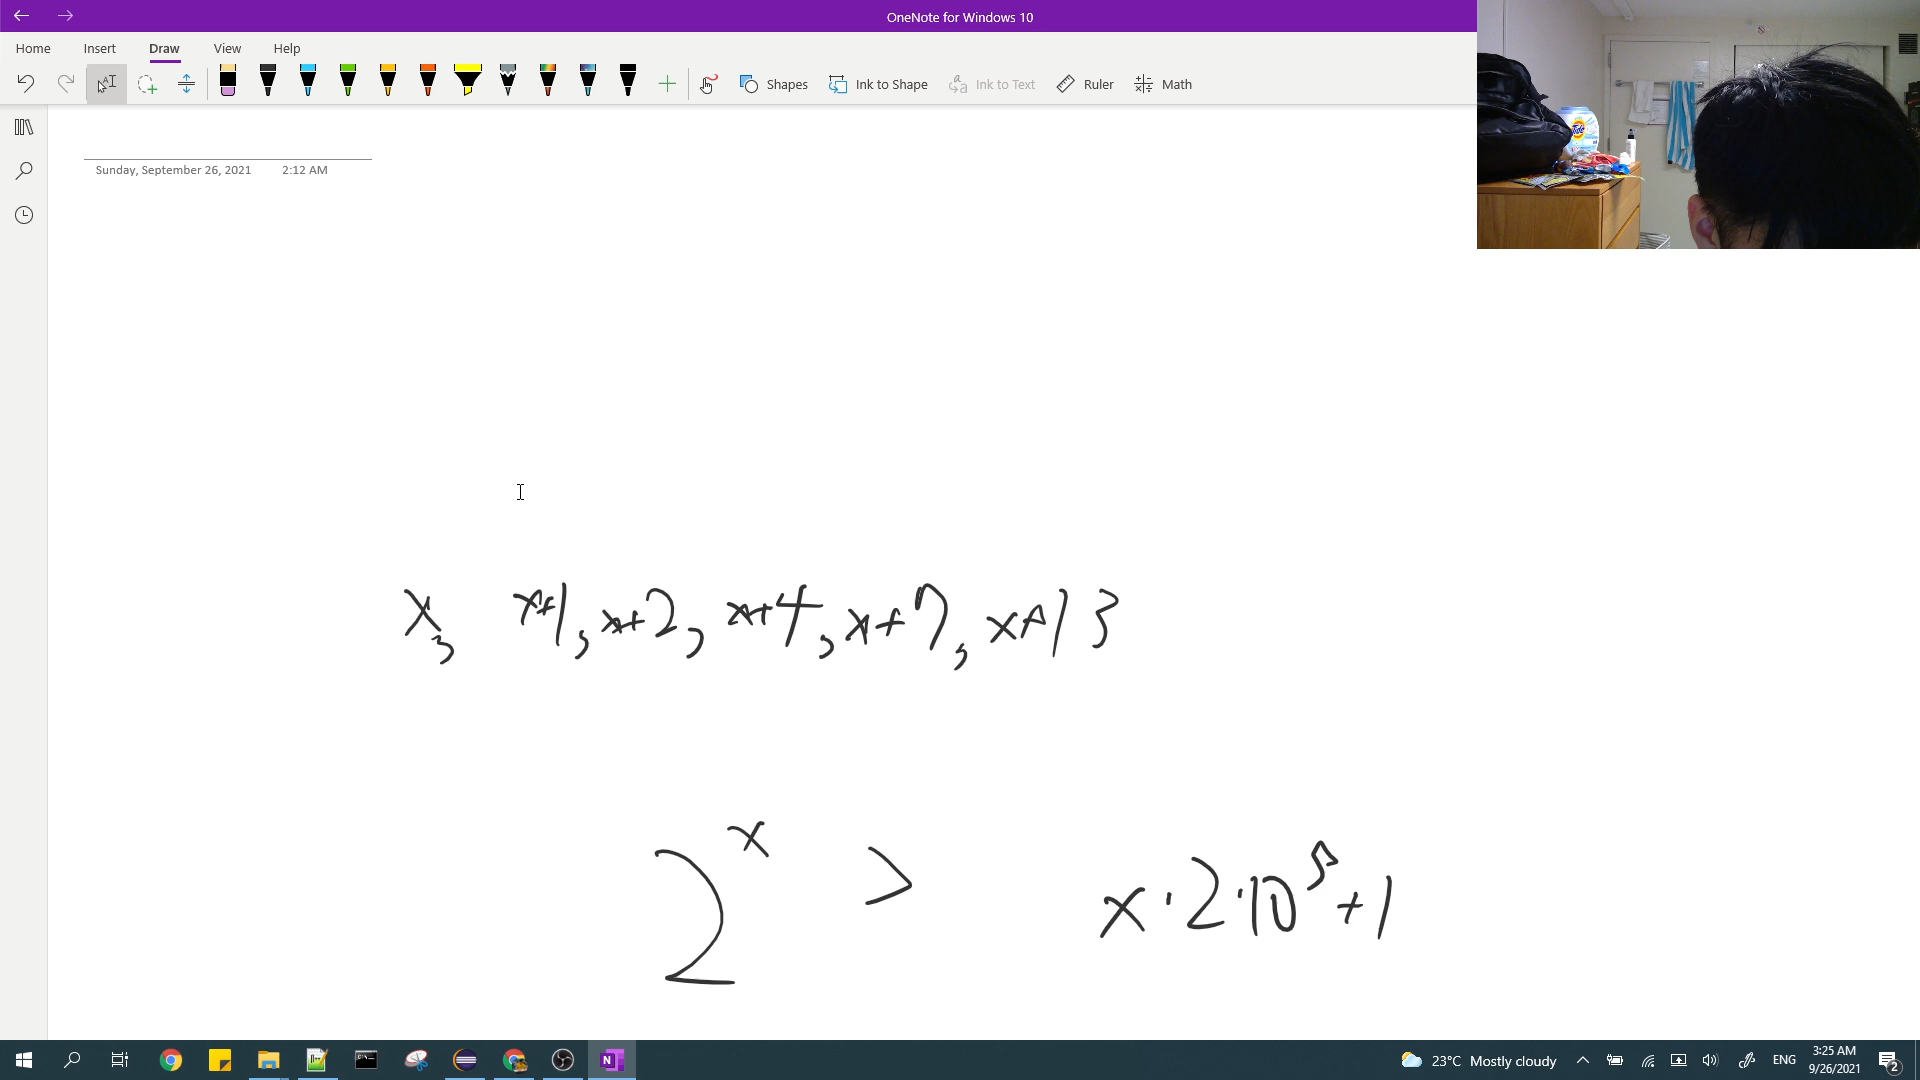 OneNote for Windows 10
Home Insert Draw View Help
Shapes Ink to Shape Ink to Text Ruler Math
Sunday, September 26, 2021 2:12 AM
Tide
x, x+1, x+2, x+4, x+7, x+13
2^x > x·2·10^5+1
23°C Mostly cloudy ENG 3:25 AM
9/26/2021 2